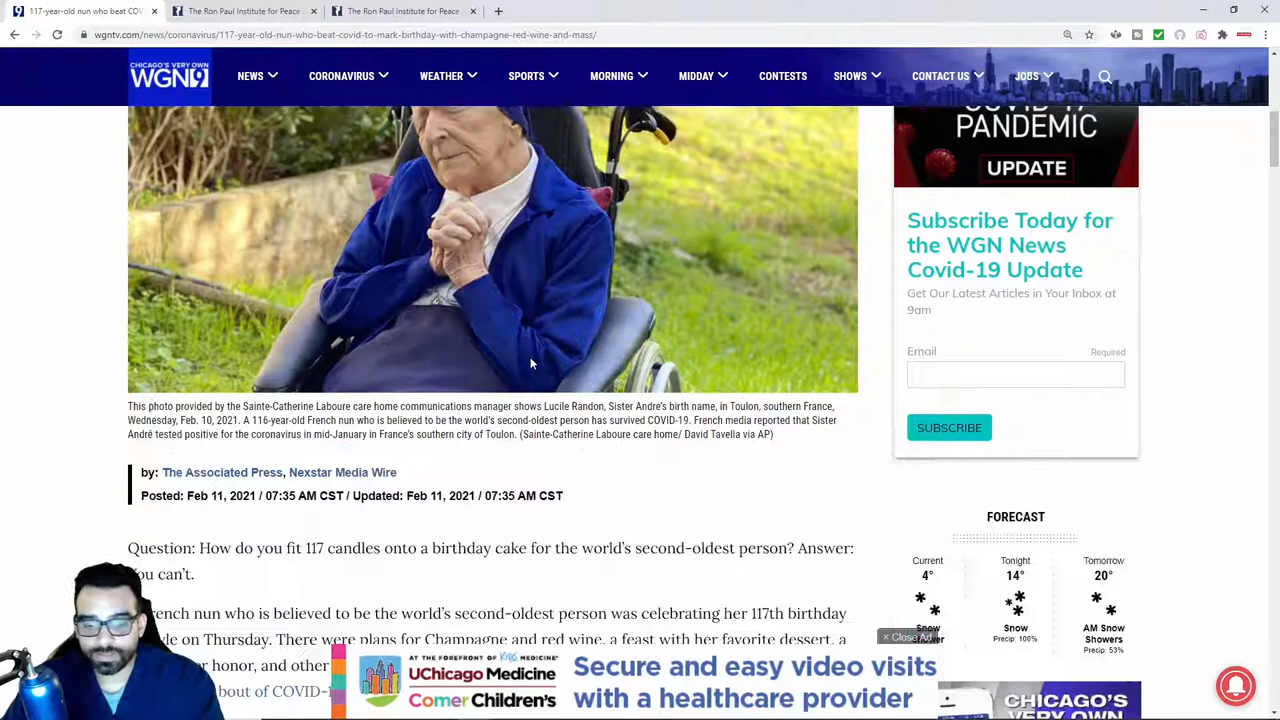 117-year-old nun who beat COV
The Ron Paul Institute for Peace
The Ron Paul Institute for Peace
wgntv.com/news/coronavirus/117-year-old-nun-who-beat-covid-to-mark-birthday-with-champagne-red-wine-and-mass/
CHICAGO'S VERY OWN
WGN9
NEWS
CORONAVIRUS
WEATHER
SPORTS
MORNING
MIDDAY
CONTESTS
SHOWS
CONTACT US
JOBS
PANDEMIC
UPDATE
Subscribe Today for
the WGN News
Covid-19 Update
Get Our Latest Articles in Your Inbox at
9am
Email Required
SUBSCRIBE
This photo provided by the Sainte-Catherine Laboure care home communications manager shows Lucile Randon, Sister Andre's birth name, in Toulon, southern France,
Wednesday, Feb. 10, 2021. A 116-year-old French nun who is believed to be the world's second-oldest person has survived COVID-19. French media reported that Sister
André tested positive for the coronavirus in mid-January in France's southern city of Toulon. (Sainte-Catherine Laboure care home/ David Tavella via AP)
by: The Associated Press, Nexstar Media Wire
Posted: Feb 11, 2021 / 07:35 AM CST / Updated: Feb 11, 2021 / 07:35 AM CST
Question: How do you fit 117 candles onto a birthday cake for the world's second-oldest person? Answer:
You can't.
French nun who is believed to be the world's second-oldest person was celebrating her 117th birthday
on Thursday. There were plans for Champagne and red wine, a feast with her favorite dessert, a
honor, and other
bout of COVID-1
FORECAST
Current
4°
Snow
Shower
Tonight
14°
Snow
Precip: 100%
Tomorrow
20°
AM Snow
Showers
Precip: 53%
× Close Ad
AT THE FOREFRONT OF KIDS MEDICINE
UChicago Medicine
Comer Children's
Secure and easy video visits
with a healthcare provider
CHICAGO'S